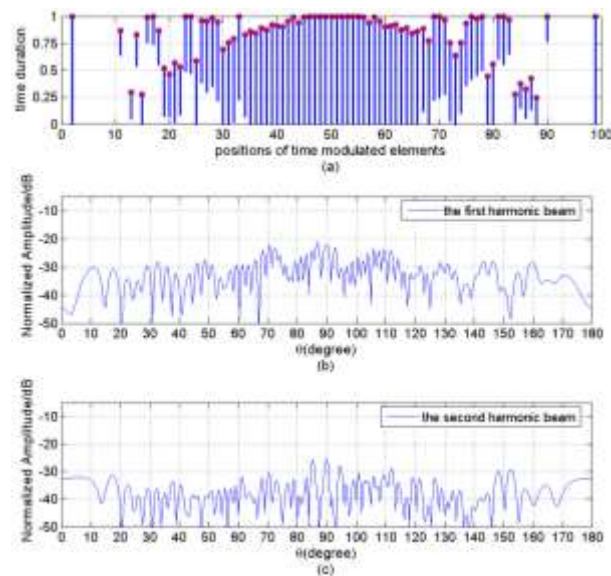 time duration
1
0.75
0.5
0.25
0
0 10 20 30 40 50 60 70 80 90 100
positions of time modulated elements
(a)
Normalized Amplitude/dB
-10
-20
-30
-40
-50
the first harmonic beam
0 10 20 30 40 50 60 70 80 90 100 110 120 130 140 150 160 170 180
θ(degree)
(b)
Normalized Amplitude/dB
-10
-20
-30
-40
-50
the second harmonic beam
0 10 20 30 40 50 60 70 80 90 100 110 120 130 140 150 160 170 180
θ(degree)
(c)